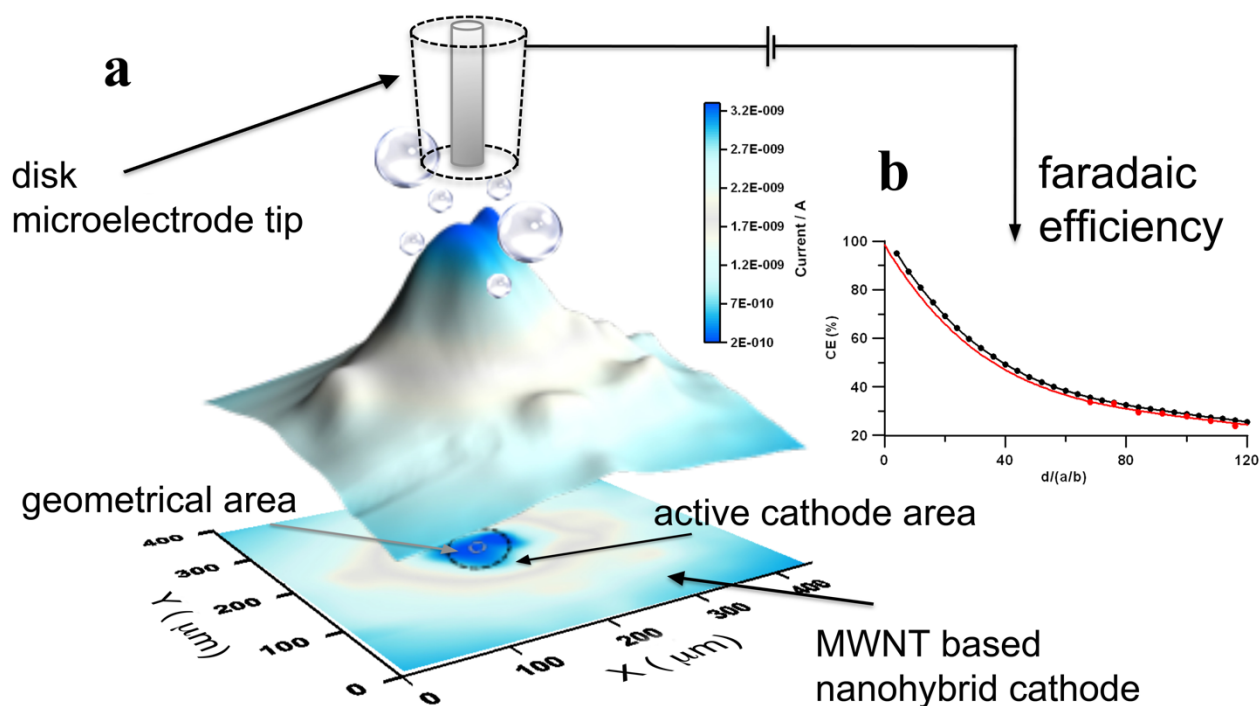 a
disk
microelectrode tip
3.2E-009
2.7E-009
2.2E-009
1.7E-009
1.2E-009
7E-010
2E-010
Current / A
b
faradaic
efficiency
100
80
60
40
20
CE (%)
0
40
80
120
d/(a/b)
geometrical area
active cathode area
400
300
200
100
0
Y ( μm)
0
100
200
300
400
X ( μm)
MWNT based
nanohybrid cathode